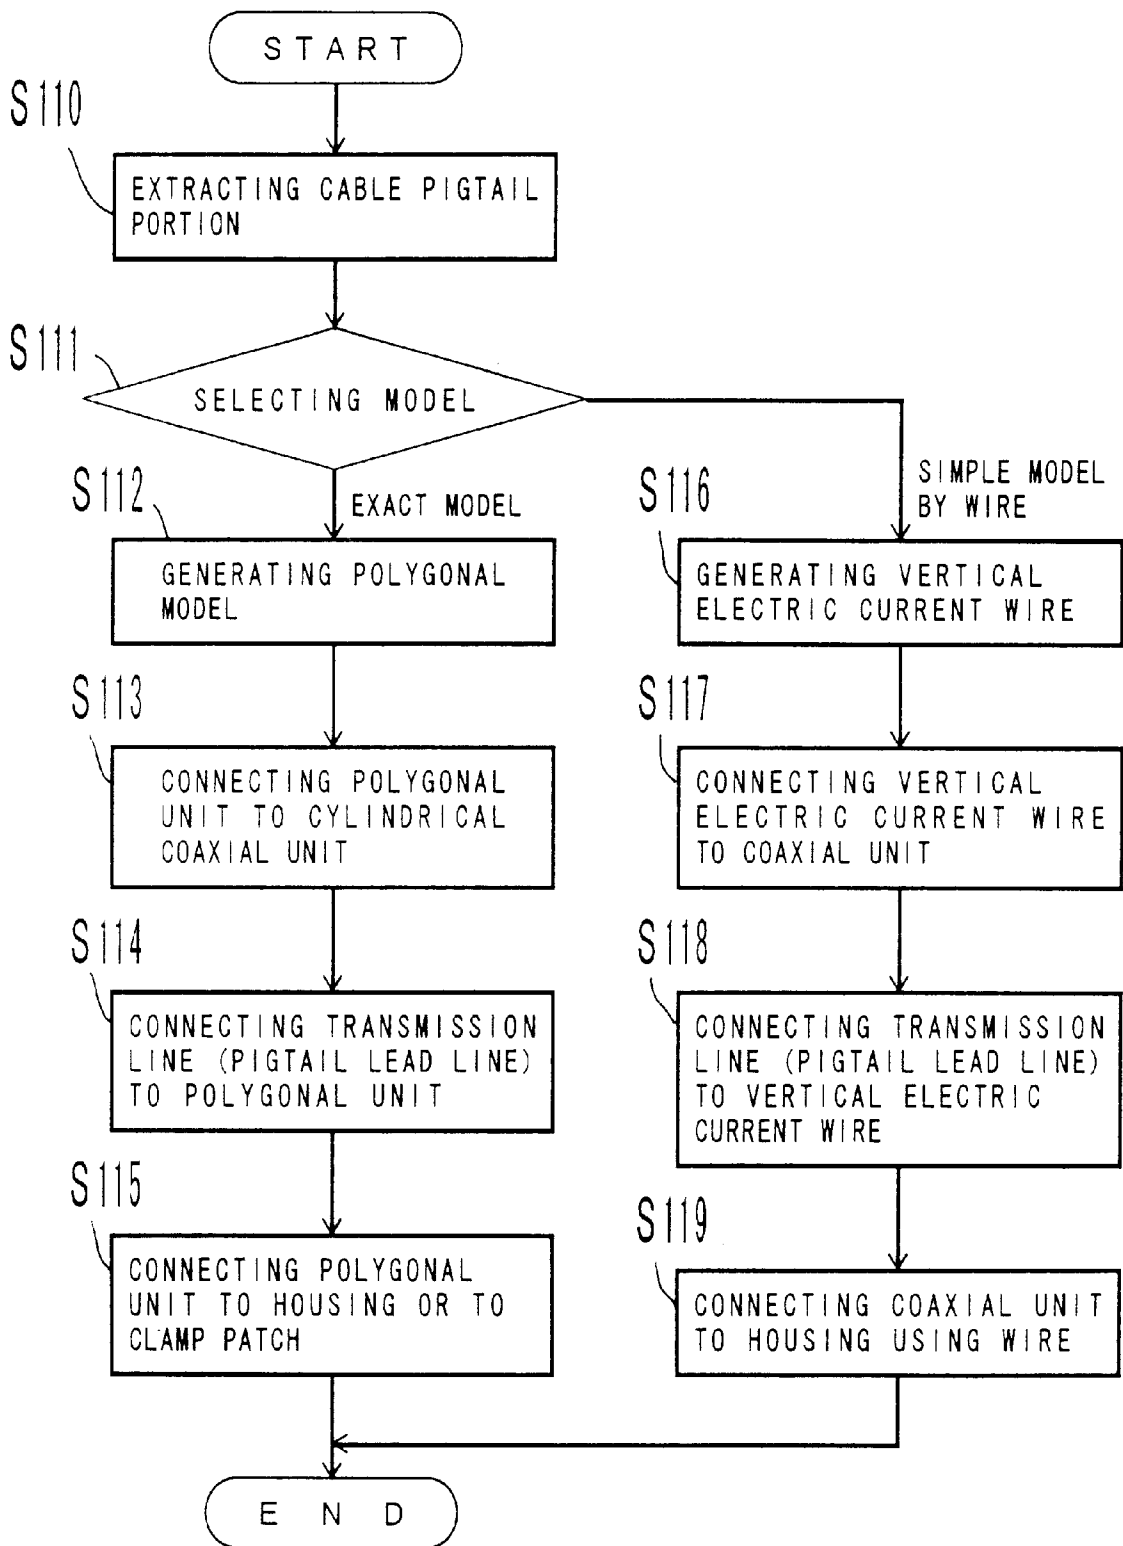 START
S110
EXTRACTING CABLE PIGTAIL
PORTION
S111
SELECTING MODEL
S112
EXACT MODEL
GENERATING POLYGONAL
MODEL
S113
CONNECTING POLYGONAL
UNIT TO CYLINDRICAL
COAXIAL UNIT
S114
CONNECTING TRANSMISSION
LINE (PIGTAIL LEAD LINE)
TO POLYGONAL UNIT
S115
CONNECTING POLYGONAL
UNIT TO HOUSING OR TO
CLAMP PATCH
SIMPLE MODEL
BY WIRE
S116
GENERATING VERTICAL
ELECTRIC CURRENT WIRE
S117
CONNECTING VERTICAL
ELECTRIC CURRENT WIRE
TO COAXIAL UNIT
S118
CONNECTING TRANSMISSION
LINE (PIGTAIL LEAD LINE)
TO VERTICAL ELECTRIC
CURRENT WIRE
S119
CONNECTING COAXIAL UNIT
TO HOUSING USING WIRE
END